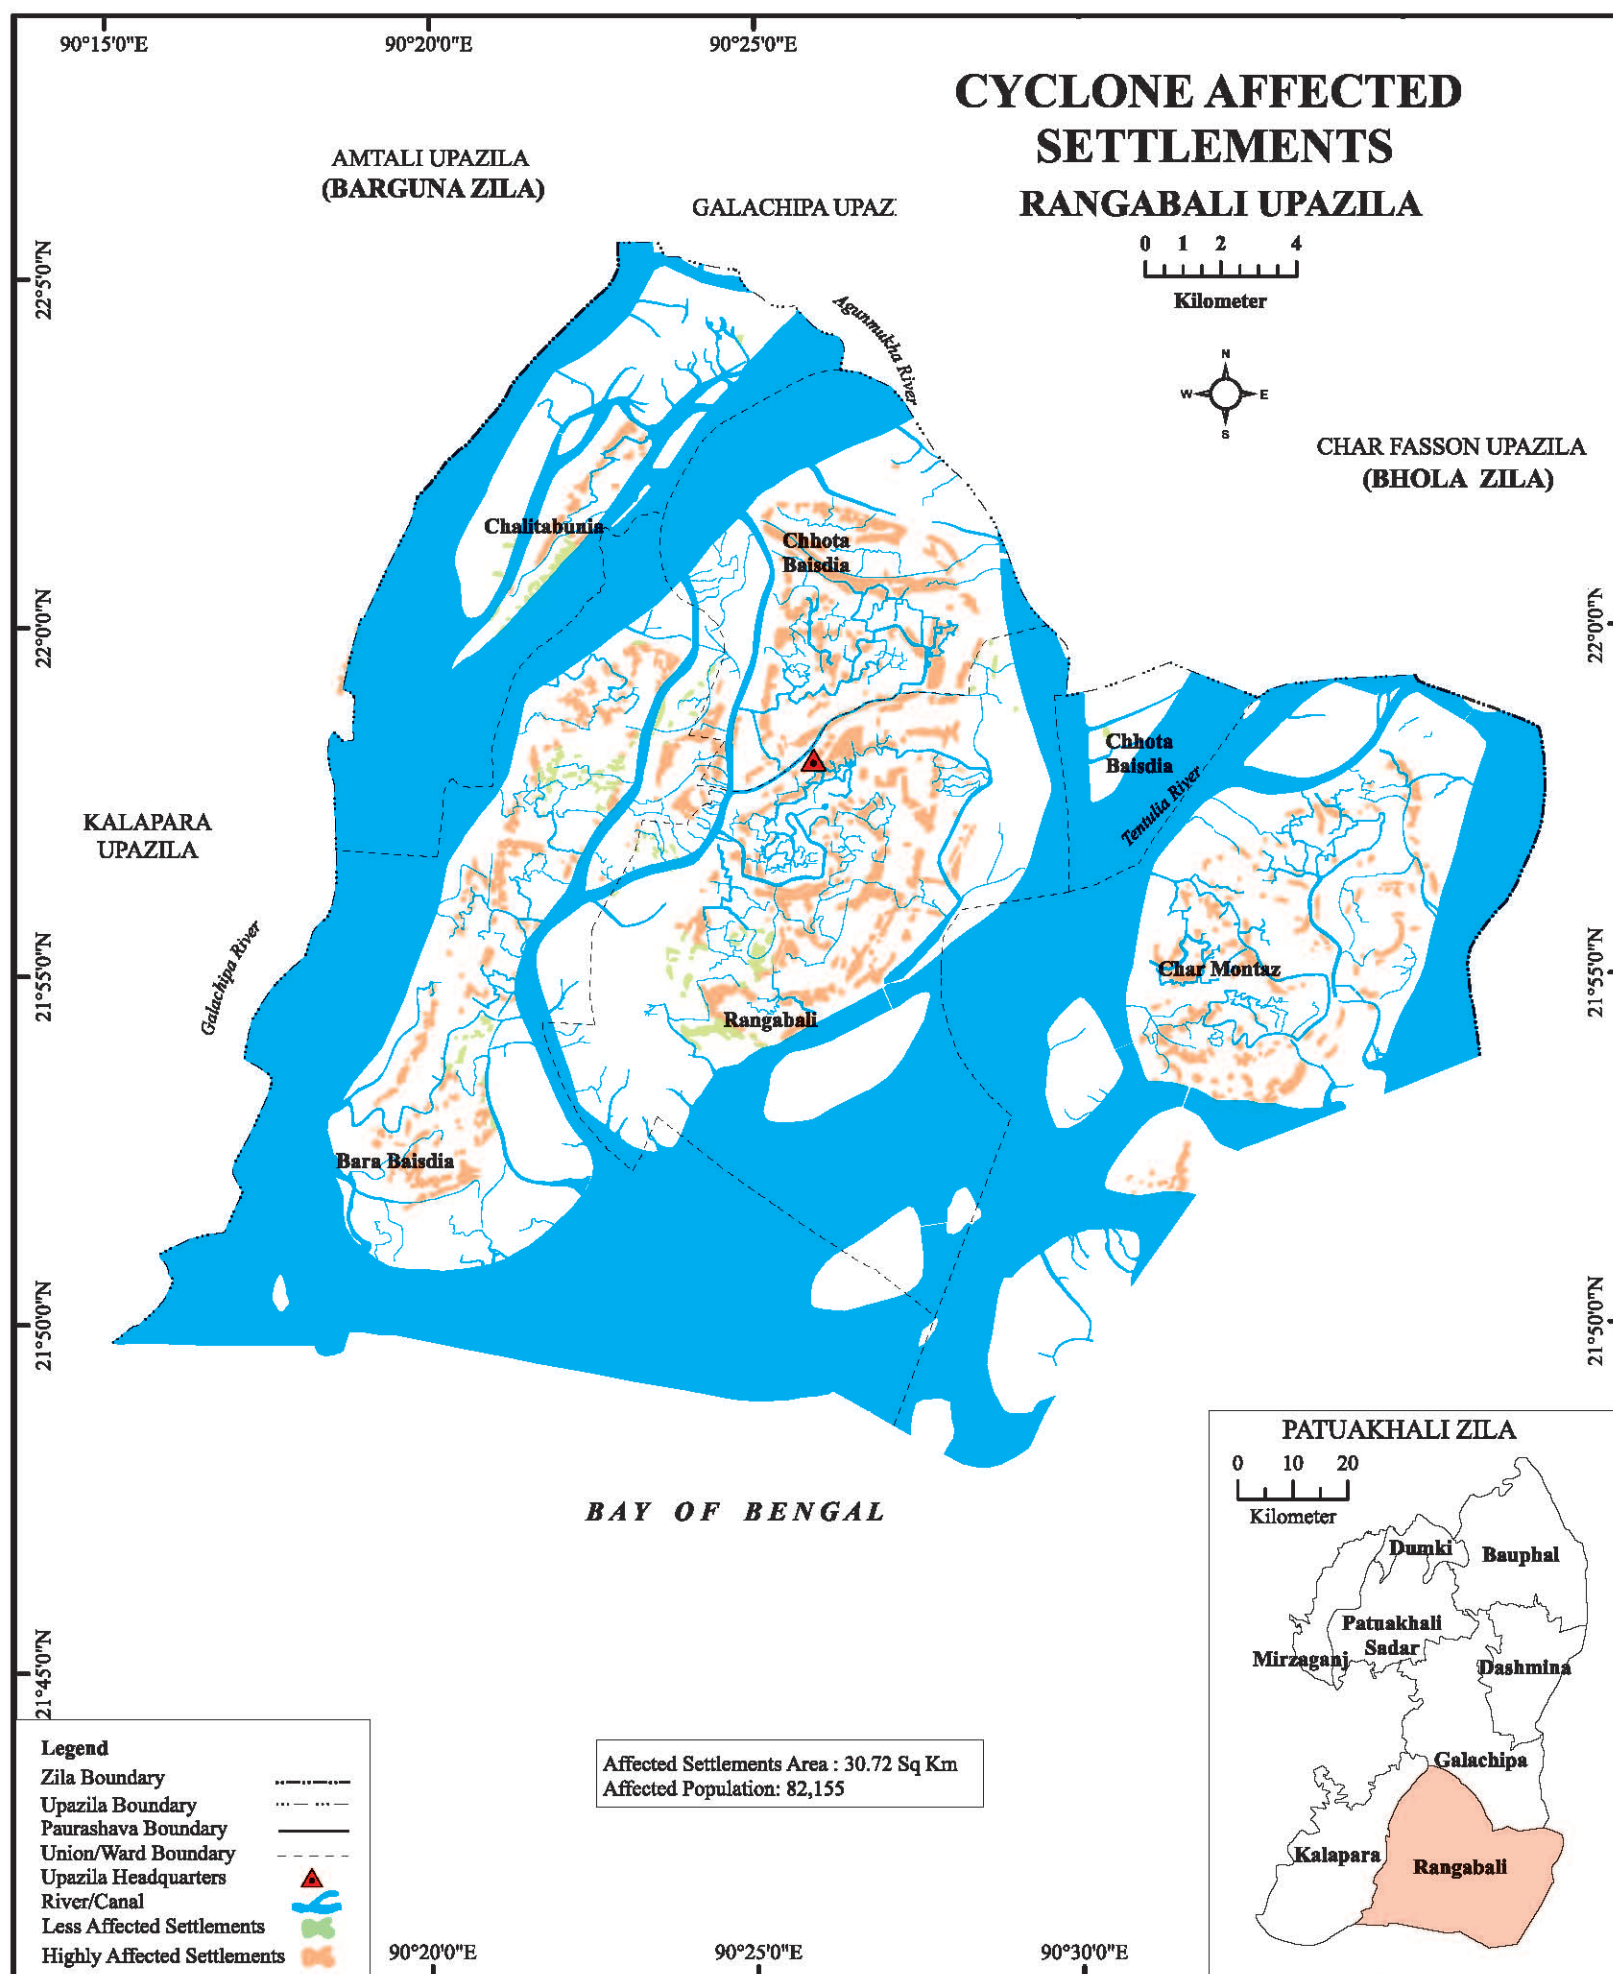 90°15'0"E
90°20'0"E
90°25'0"E
CYCLONE AFFECTED
SETTLEMENTS
RANGABALI UPAZILA
0 1 2 4
Kilometer
AMTALI UPAZILA
(BARGUNA ZILA)
GALACHIPA UPAZ
22°5'0"N
Agunmukha River
N
W E
S
CHAR FASSON UPAZILA
(BHOLA ZILA)
Chalitabunia
Chhota
Baisdia
22°0'0"N
22°0'0"N
Chhota
Baisdia
Tentulia River
KALAPARA
UPAZILA
Galachipa River
21°55'0"N
21°55'0"N
Char Montaz
Rangabali
Bara Baisdia
21°50'0"N
21°50'0"N
BAY OF BENGAL
21°45'0"N
PATUAKHALI ZILA
0 10 20
Kilometer
Dumki
Bauphal
Patuakhali
Sadar
Mirzaganj
Dashmina
Galachipa
Kalapara
Rangabali
Legend
Zila Boundary
Upazila Boundary
Paurashava Boundary
Union/Ward Boundary
Upazila Headquarters
River/Canal
Less Affected Settlements
Highly Affected Settlements
Affected Settlements Area : 30.72 Sq Km
Affected Population: 82,155
90°20'0"E
90°25'0"E
90°30'0"E